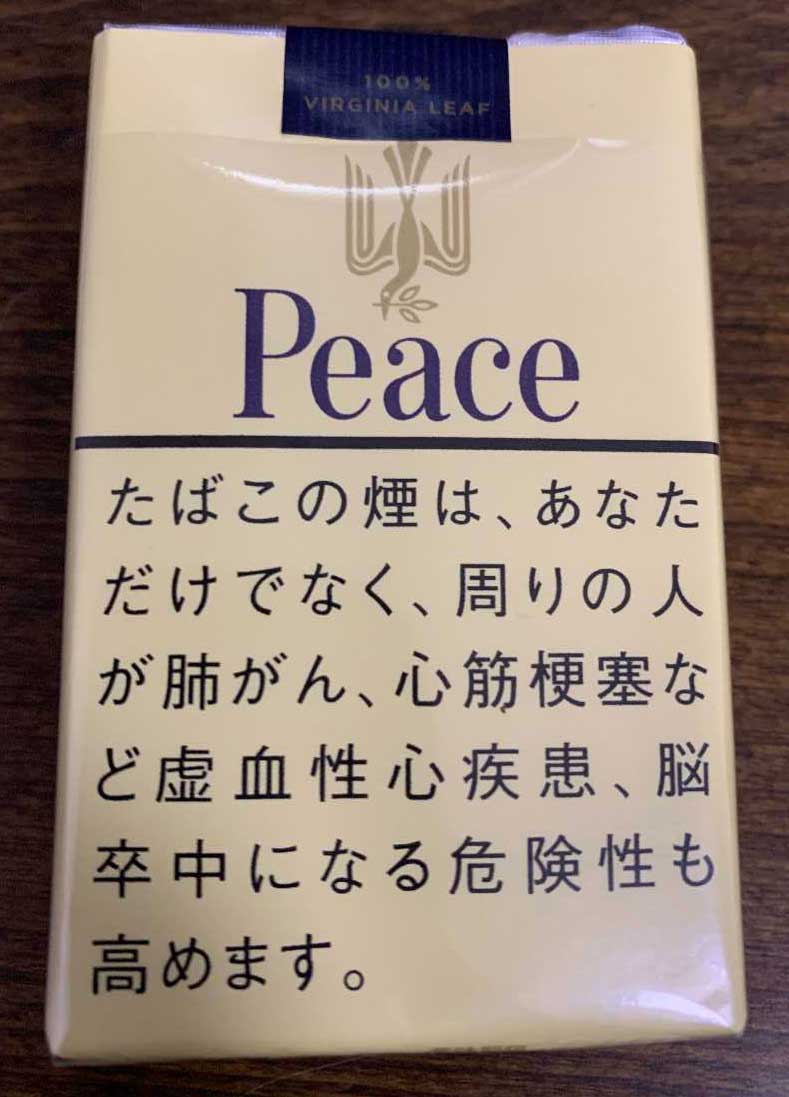 100%
VIRGINIA LEAF
Peace
たばこの煙は、あなた
だけでなく、周りの人
が肺がん、心筋梗塞な
ど虚血性心疾患、脳
卒中になる危険性も
高めます。